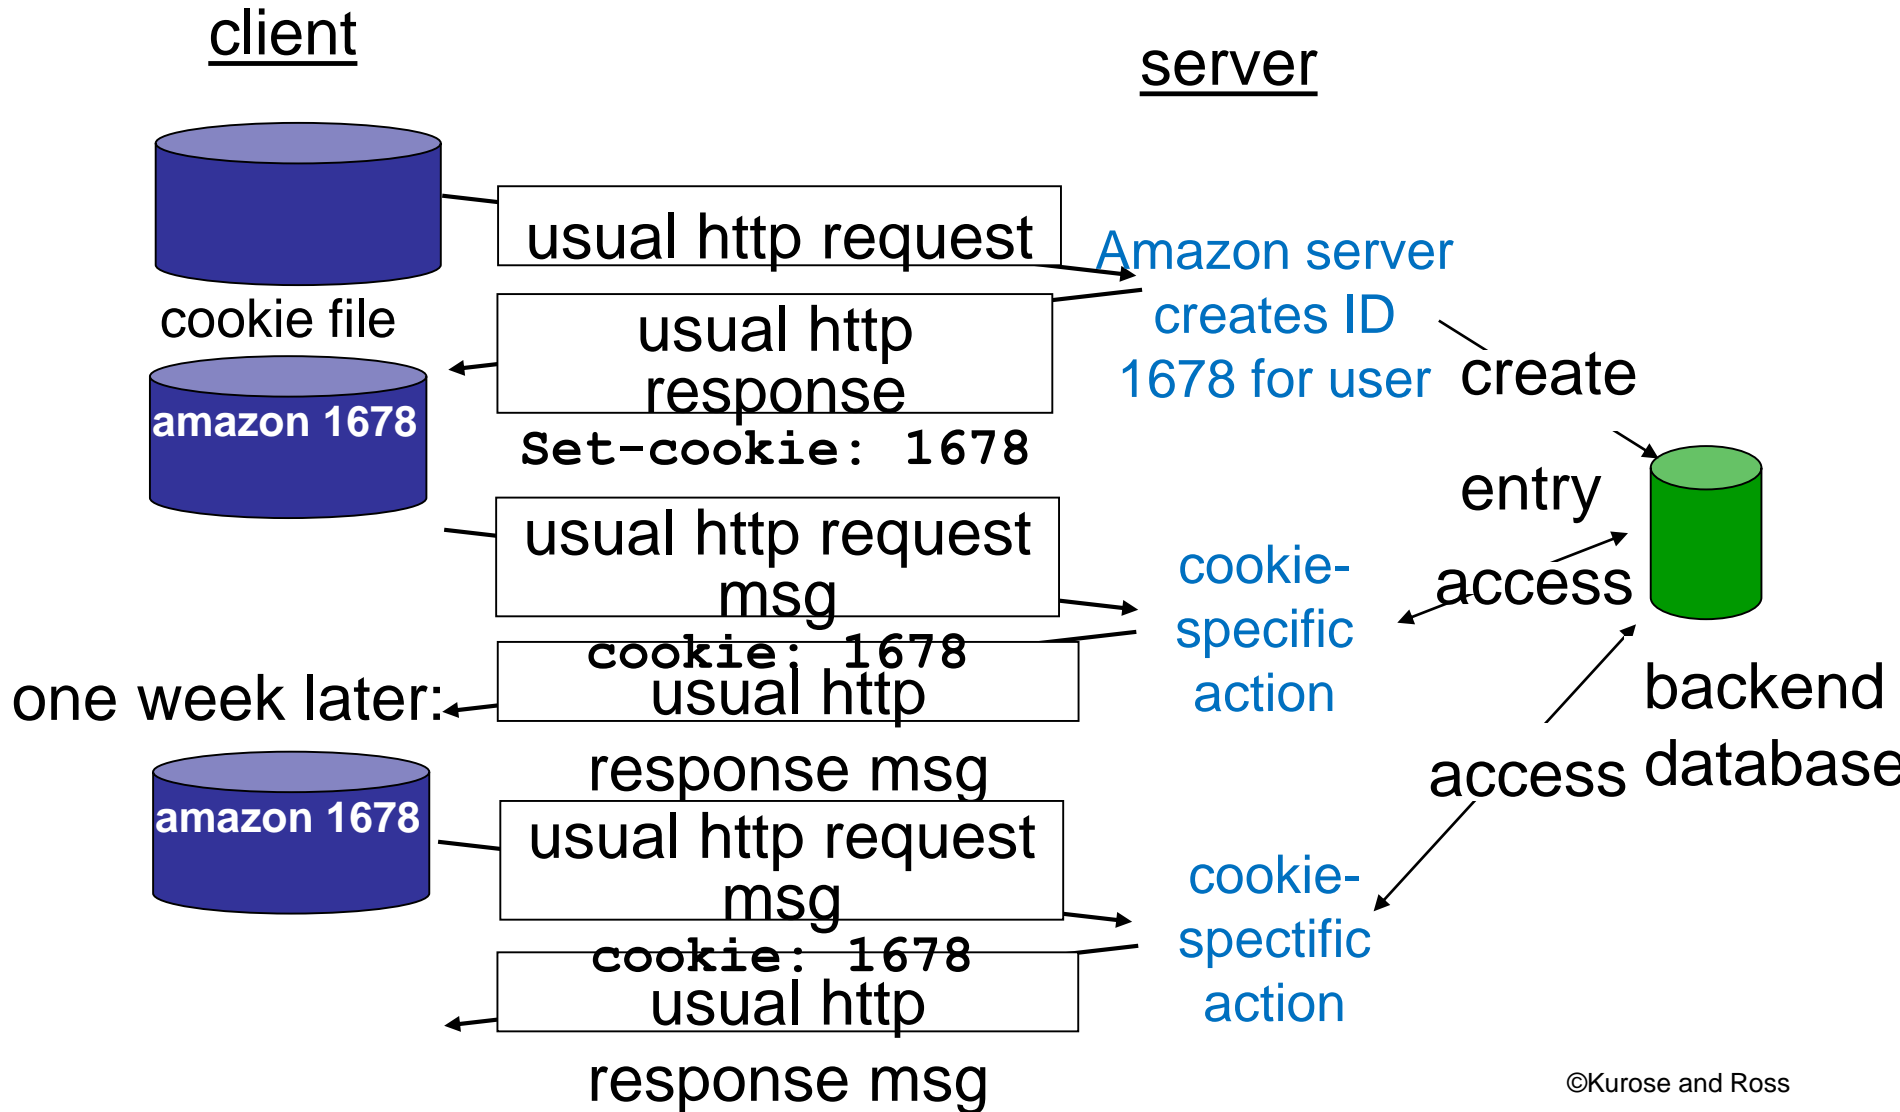 client
server
usual http request
Amazon server
creates ID
1678 for user
cookie file
usual http
response
Set-cookie: 1678
create
entry
amazon 1678
usual http request
msg
cookie: 1678
cookie-
specific
action
access
usual http
response msg
one week later:
backend
database
access
amazon 1678
usual http request
msg
cookie: 1678
cookie-
spectific
action
usual http
response msg
©Kurose and Ross